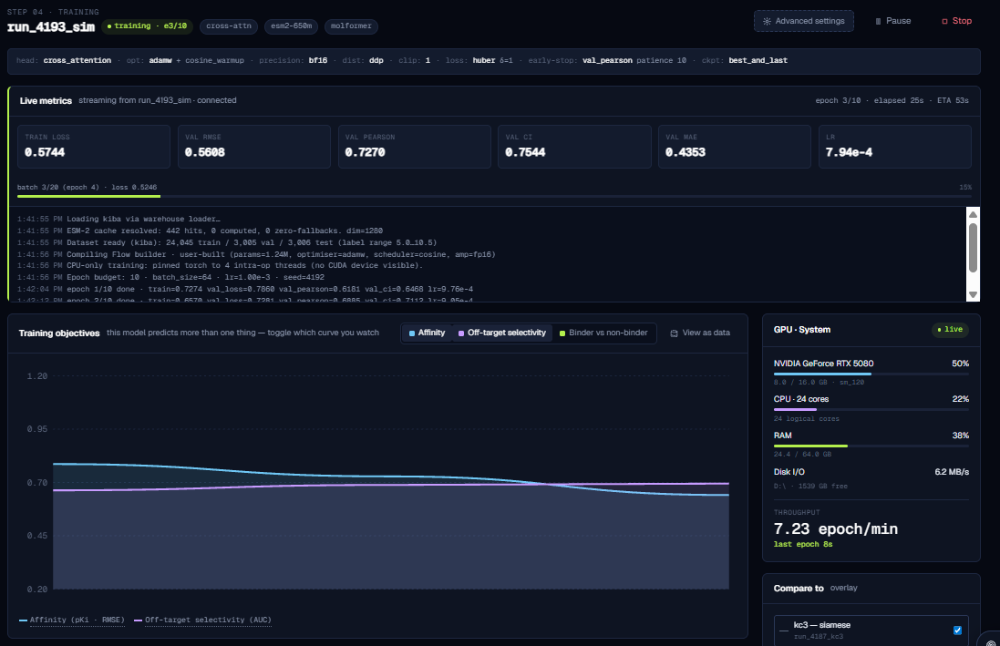 STEP 04 · TRAINING
run_4193_sim
training · e3/10
cross-attn
esm2-650m
molformer
Advanced settings
Pause
Stop
head: cross_attention · opt: adamw + cosine_warmup · precision: bf16 · dist: ddp · clip: 1 · loss: huber δ=1 · early-stop: val_pearson patience 10 · ckpt: best_and_last
Live metrics streaming from run_4193_sim · connected
epoch 3/10 · elapsed 25s · ETA 53s
TRAIN LOSS
0.5744
VAL RMSE
0.5608
VAL PEARSON
0.7270
VAL CI
0.7544
VAL MAE
0.4353
LR
7.94e-4
batch 3/20 (epoch 4) · loss 0.5246
15%
1:41:55 PM Loading kiba via warehouse loader…
1:41:55 PM ESM-2 cache resolved: 442 hits, 0 computed, 0 zero-fallbacks. dim=1280
1:41:55 PM Dataset ready (kiba): 24,045 train / 3,005 val / 3,006 test (label range 5.0…10.5)
1:41:56 PM Compiling Flow builder · user-built (params=1.24M, optimiser=adamw, scheduler=cosine, amp=fp16)
1:41:56 PM CPU-only training: pinned torch to 4 intra-op threads (no CUDA device visible).
1:41:56 PM Epoch budget: 10 · batch_size=64 · lr=1.00e-3 · seed=4192
1:42:04 PM epoch 1/10 done · train=0.7274 val_loss=0.7860 val_pearson=0.6181 val_ci=0.6468 lr=9.76e-4
1:42:12 PM epoch 2/10 done · train=0.6570 val_loss=0.7281 val_pearson=0.6885 val_ci=0.7112 lr=9.05e-4
Training objectives this model predicts more than one thing — toggle which curve you watch
Affinity
Off-target selectivity
Binder vs non-binder
View as data
1.20
0.95
0.70
0.45
0.20
Affinity (pKi · RMSE)
Off-target selectivity (AUC)
GPU · System
live
NVIDIA GeForce RTX 5080 50%
8.0 / 16.0 GB · sm_120
CPU · 24 cores 22%
24 logical cores
RAM 38%
24.4 / 64.0 GB
Disk I/O 6.2 MB/s
D:\ · 1539 GB free
THROUGHPUT
7.23 epoch/min
last epoch 8s
Compare to overlay
kc3 — siamese
run_4187_kc3